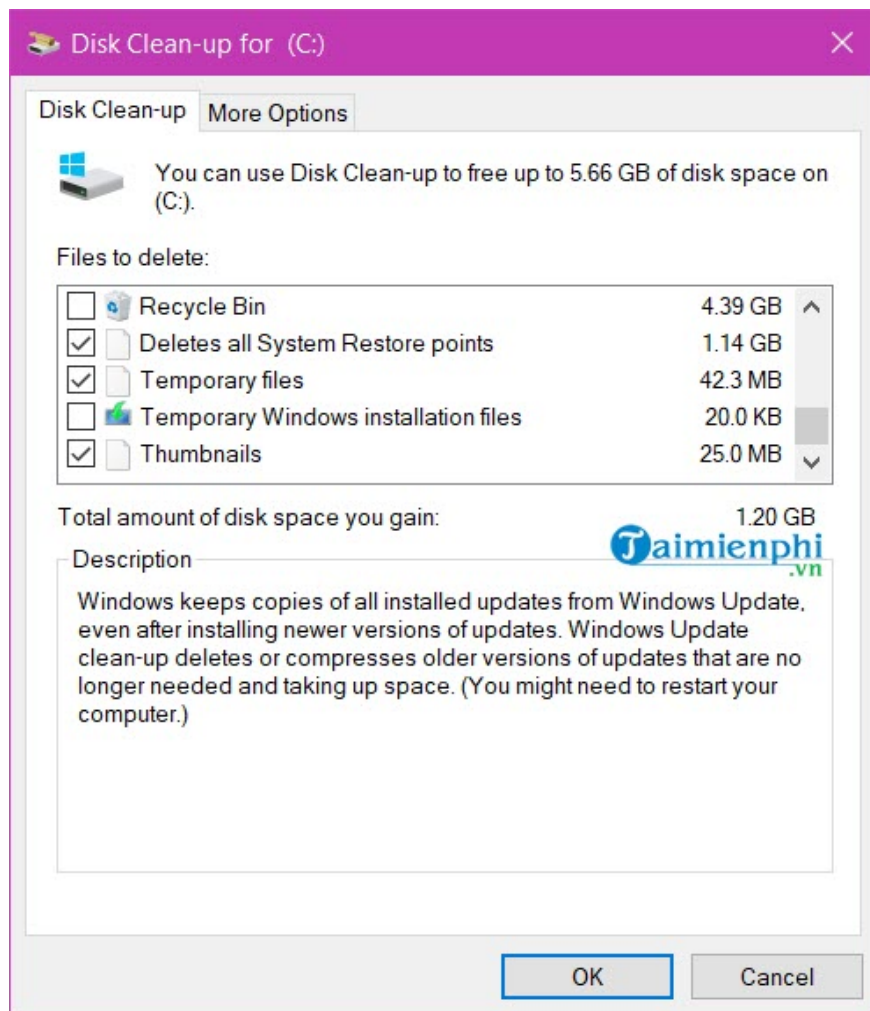 Disk Clean-up for (C:)
Disk Clean-up
More Options
You can use Disk Clean-up to free up to 5.66 GB of disk space on
(C:).
Files to delete:
Recycle Bin 4.39 GB
Deletes all System Restore points 1.14 GB
Temporary files 42.3 MB
Temporary Windows installation files 20.0 KB
Thumbnails 25.0 MB
Total amount of disk space you gain: 1.20 GB
Taimienphi
.vn
Description
Windows keeps copies of all installed updates from Windows Update,
even after installing newer versions of updates. Windows Update
clean-up deletes or compresses older versions of updates that are no
longer needed and taking up space. (You might need to restart your
computer.)
OK
Cancel